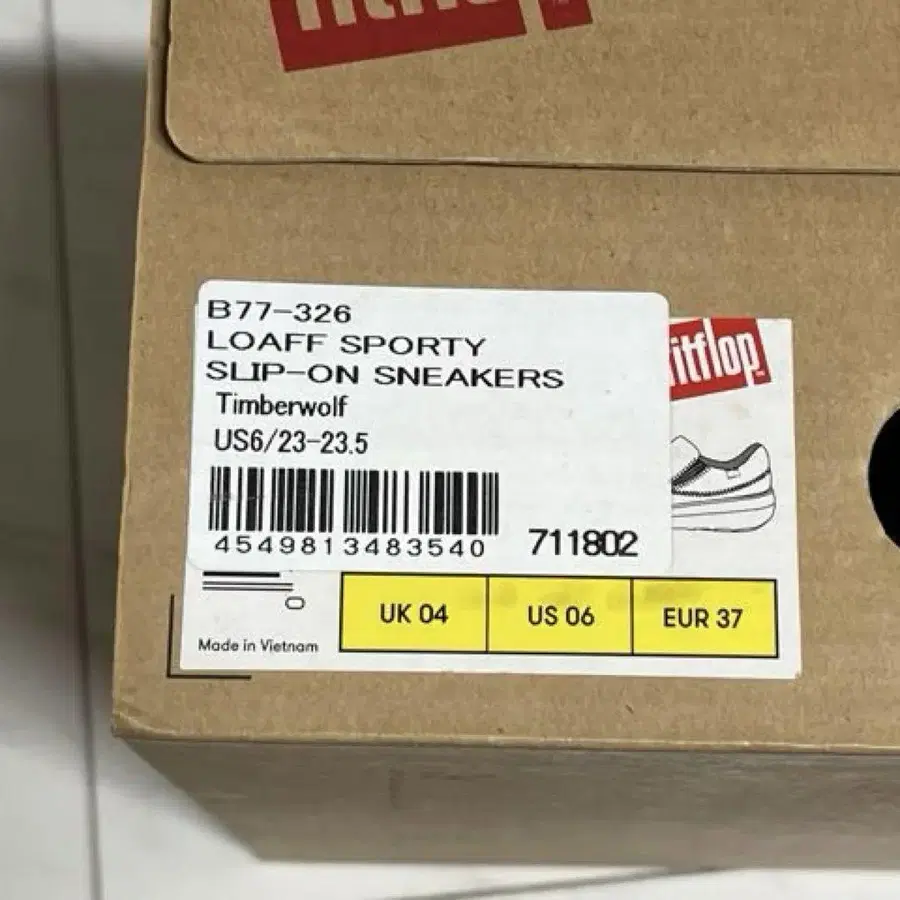 fitflop
B77-326
LOAFF SPORTY
SLIP-ON SNEAKERS
Timberwolf
US6/23-23.5
4549813483540
711802
fitflop
UK 04
US 06
EUR 37
Made in Vietnam